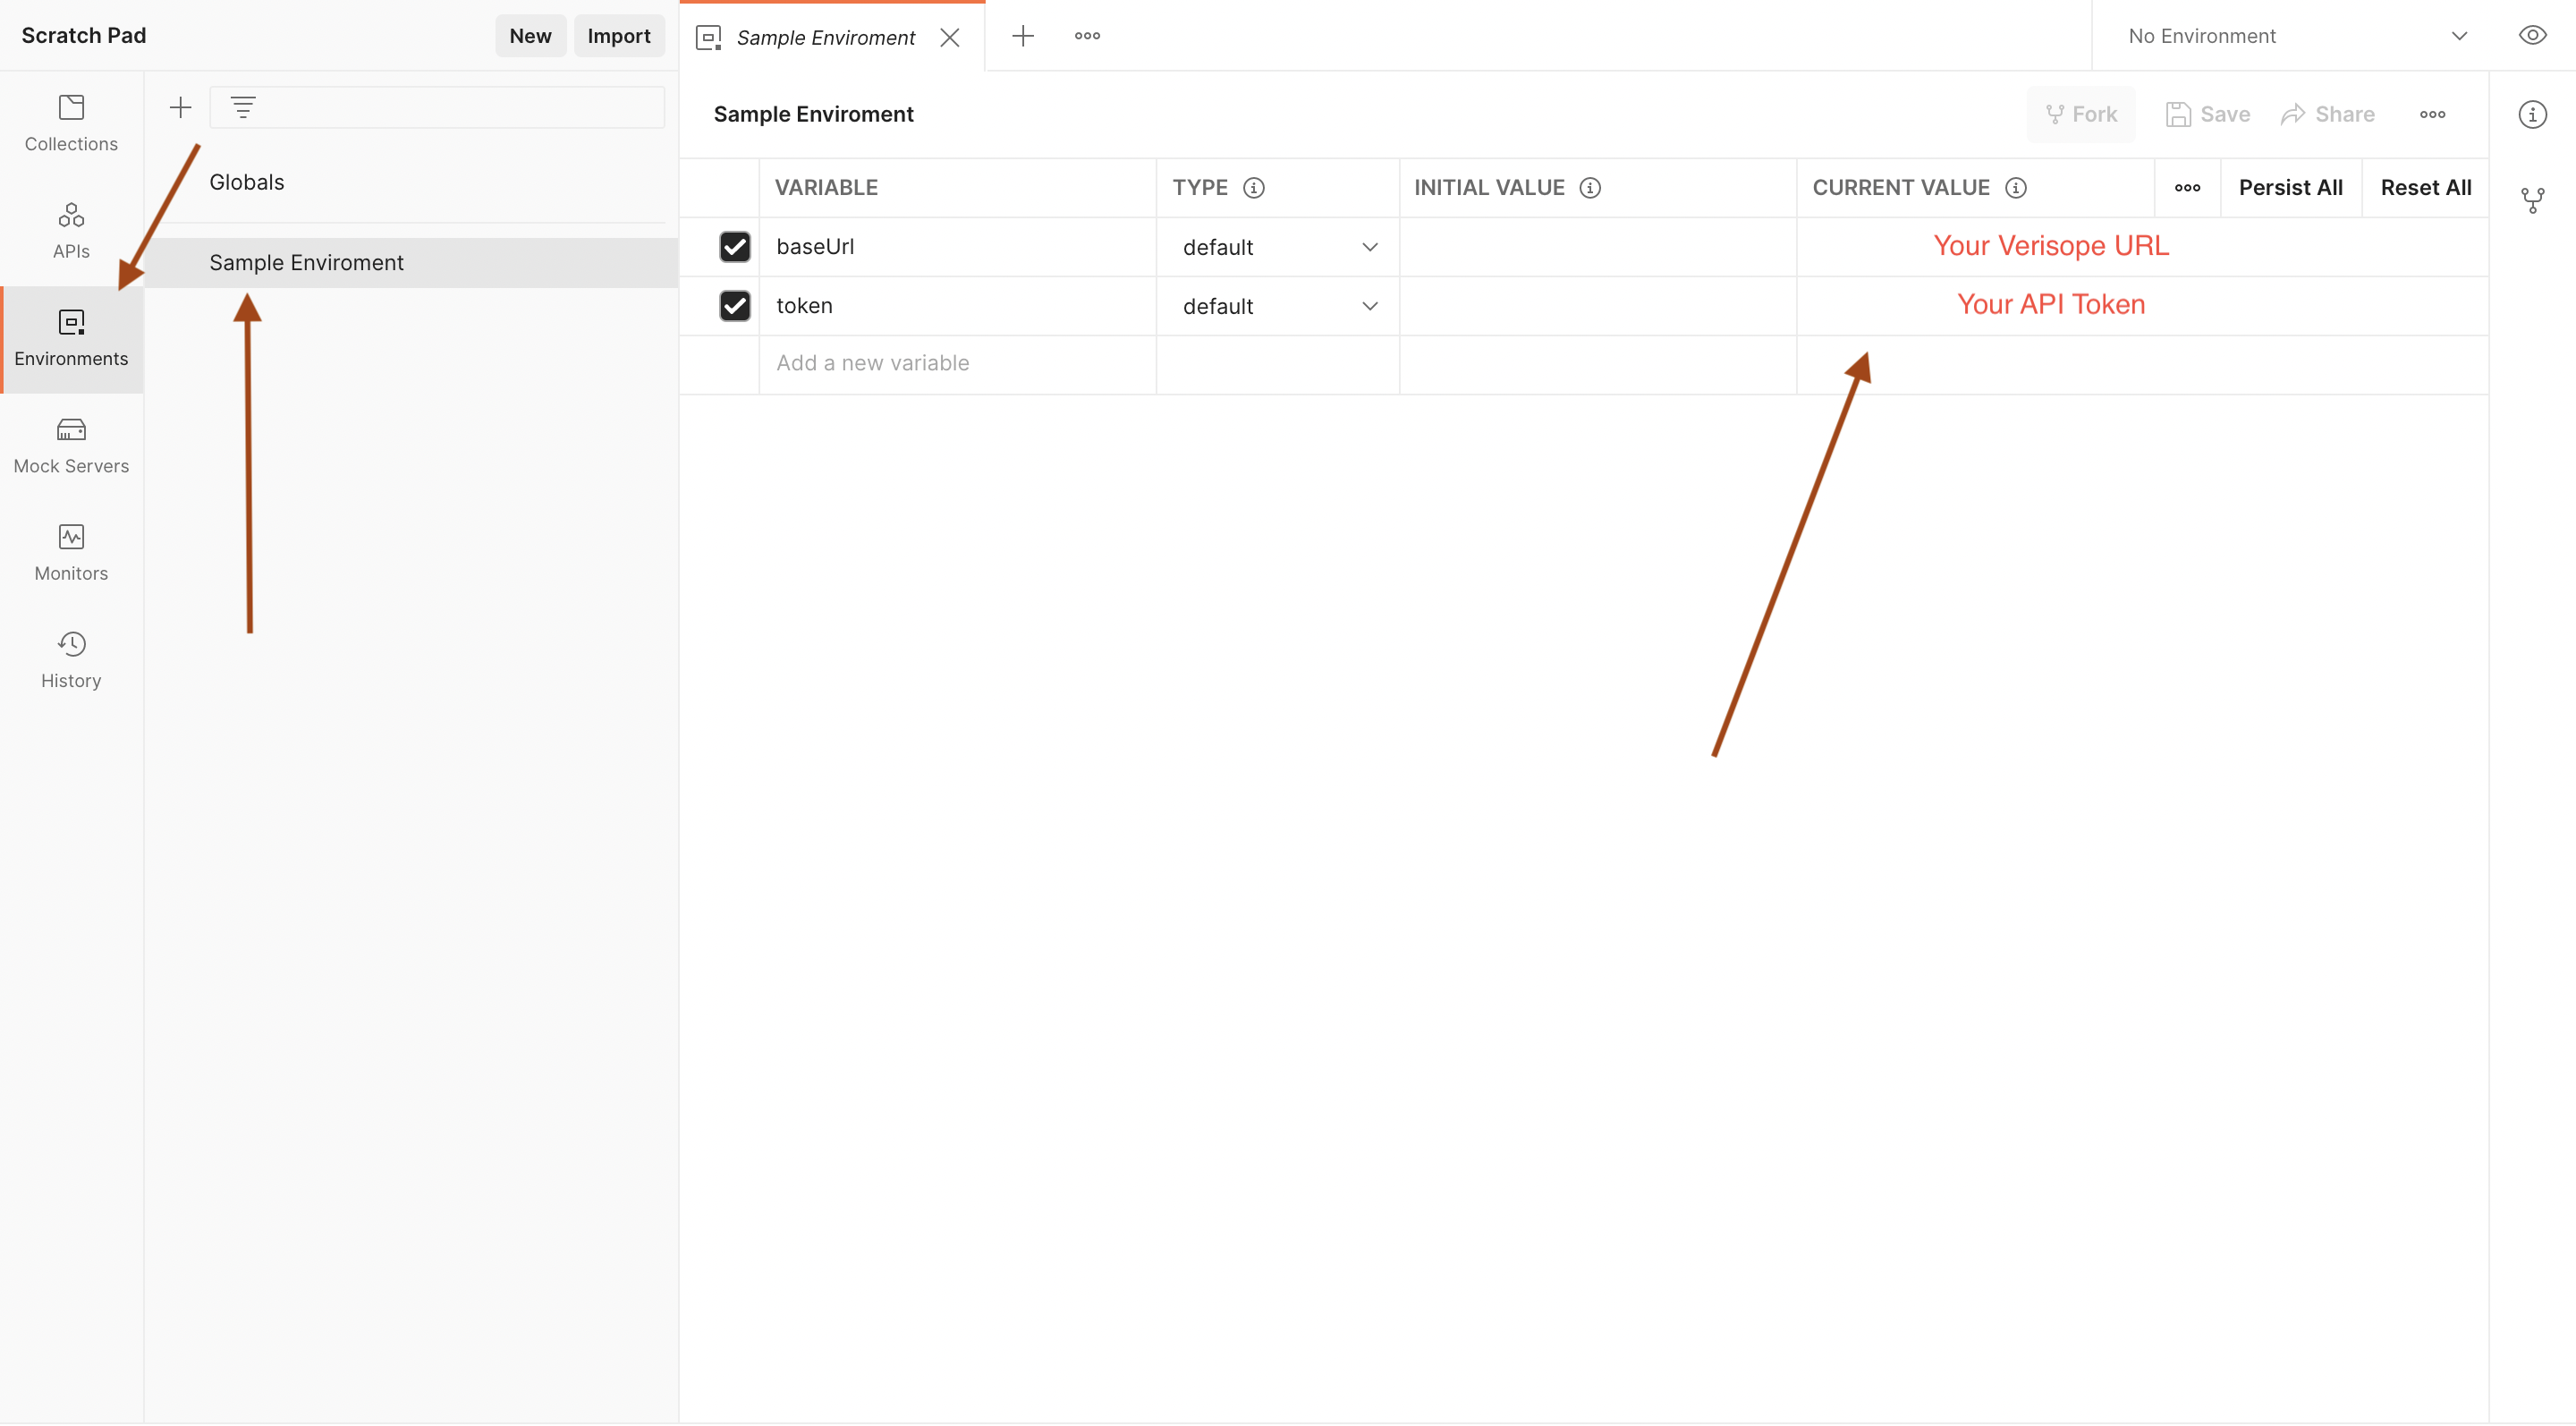 Scratch Pad
New
Import
Sample Enviroment
No Environment
Collections
APIs
Environments
Mock Servers
Monitors
History
Globals
Sample Enviroment
Sample Enviroment
Fork
Save
Share
VARIABLE
TYPE
INITIAL VALUE
CURRENT VALUE
Persist All
Reset All
baseUrl
default
Your Verisope URL
token
default
Your API Token
Add a new variable